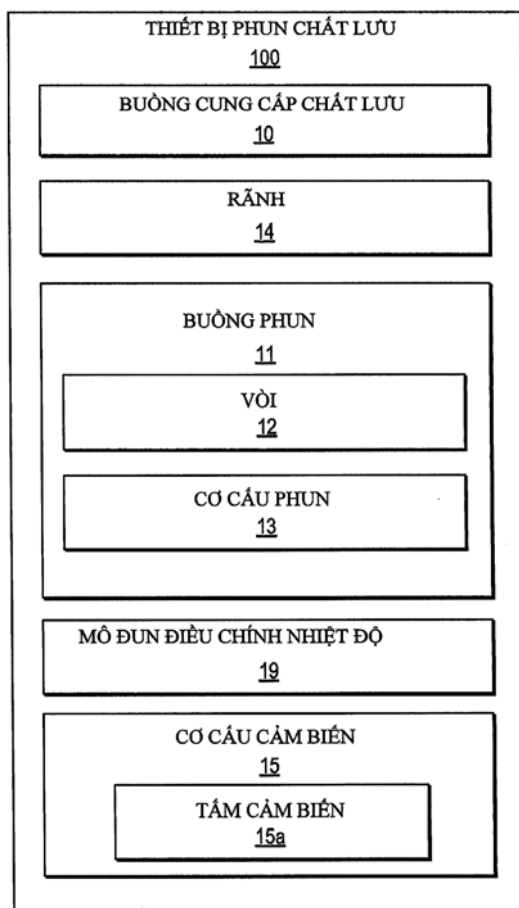 THIẾT BỊ PHUN CHẤT LƯU
100
BUỒNG CUNG CẤP CHẤT LƯU
10
RÃNH
14
BUỒNG PHUN
11
VÒI
12
CƠ CẤU PHUN
13
MÔ ĐUN ĐIỀU CHỈNH NHIỆT ĐỘ
19
CƠ CẤU CẢM BIẾN
15
TẤM CẢM BIẾN
15a